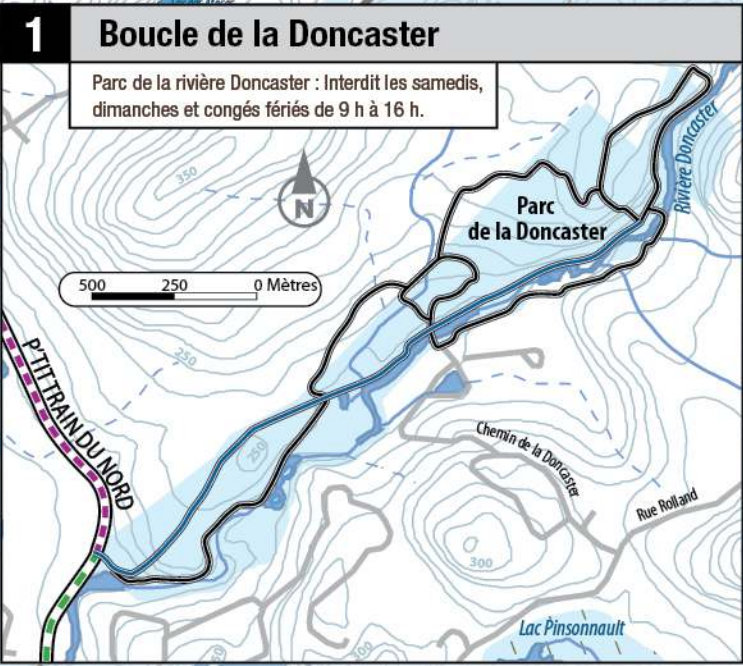 1 Boucle de la Doncaster
Parc de la rivière Doncaster : Interdit les samedis,
dimanches et congés fériés de 9 h à 16 h.
350
N
Rivière Doncaster
Parc
de la Doncaster
500 250 0 Mètres
250
P'TIT TRAIN DU NORD
250
Chemin de la Doncaster
Rue Rolland
300
Lac Pinsonnault